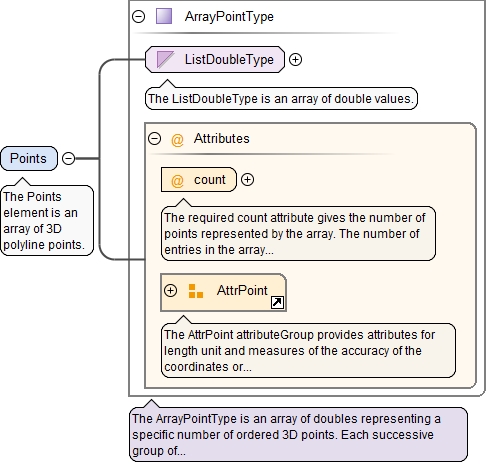 ArrayPointType
ListDoubleType
The ListDoubleType is an array of double values.
@ Attributes
Points
@ count
The Points
element is an
array of 3D
polyline points.
The required count attribute gives the number of
points represented by the array. The number of
entries in the array...
AttrPoint
The AttrPoint attributeGroup provides attributes for
length unit and measures of the accuracy of the
coordinates or...
The ArrayPointType is an array of doubles representing a
specific number of ordered 3D points. Each successive
group of...